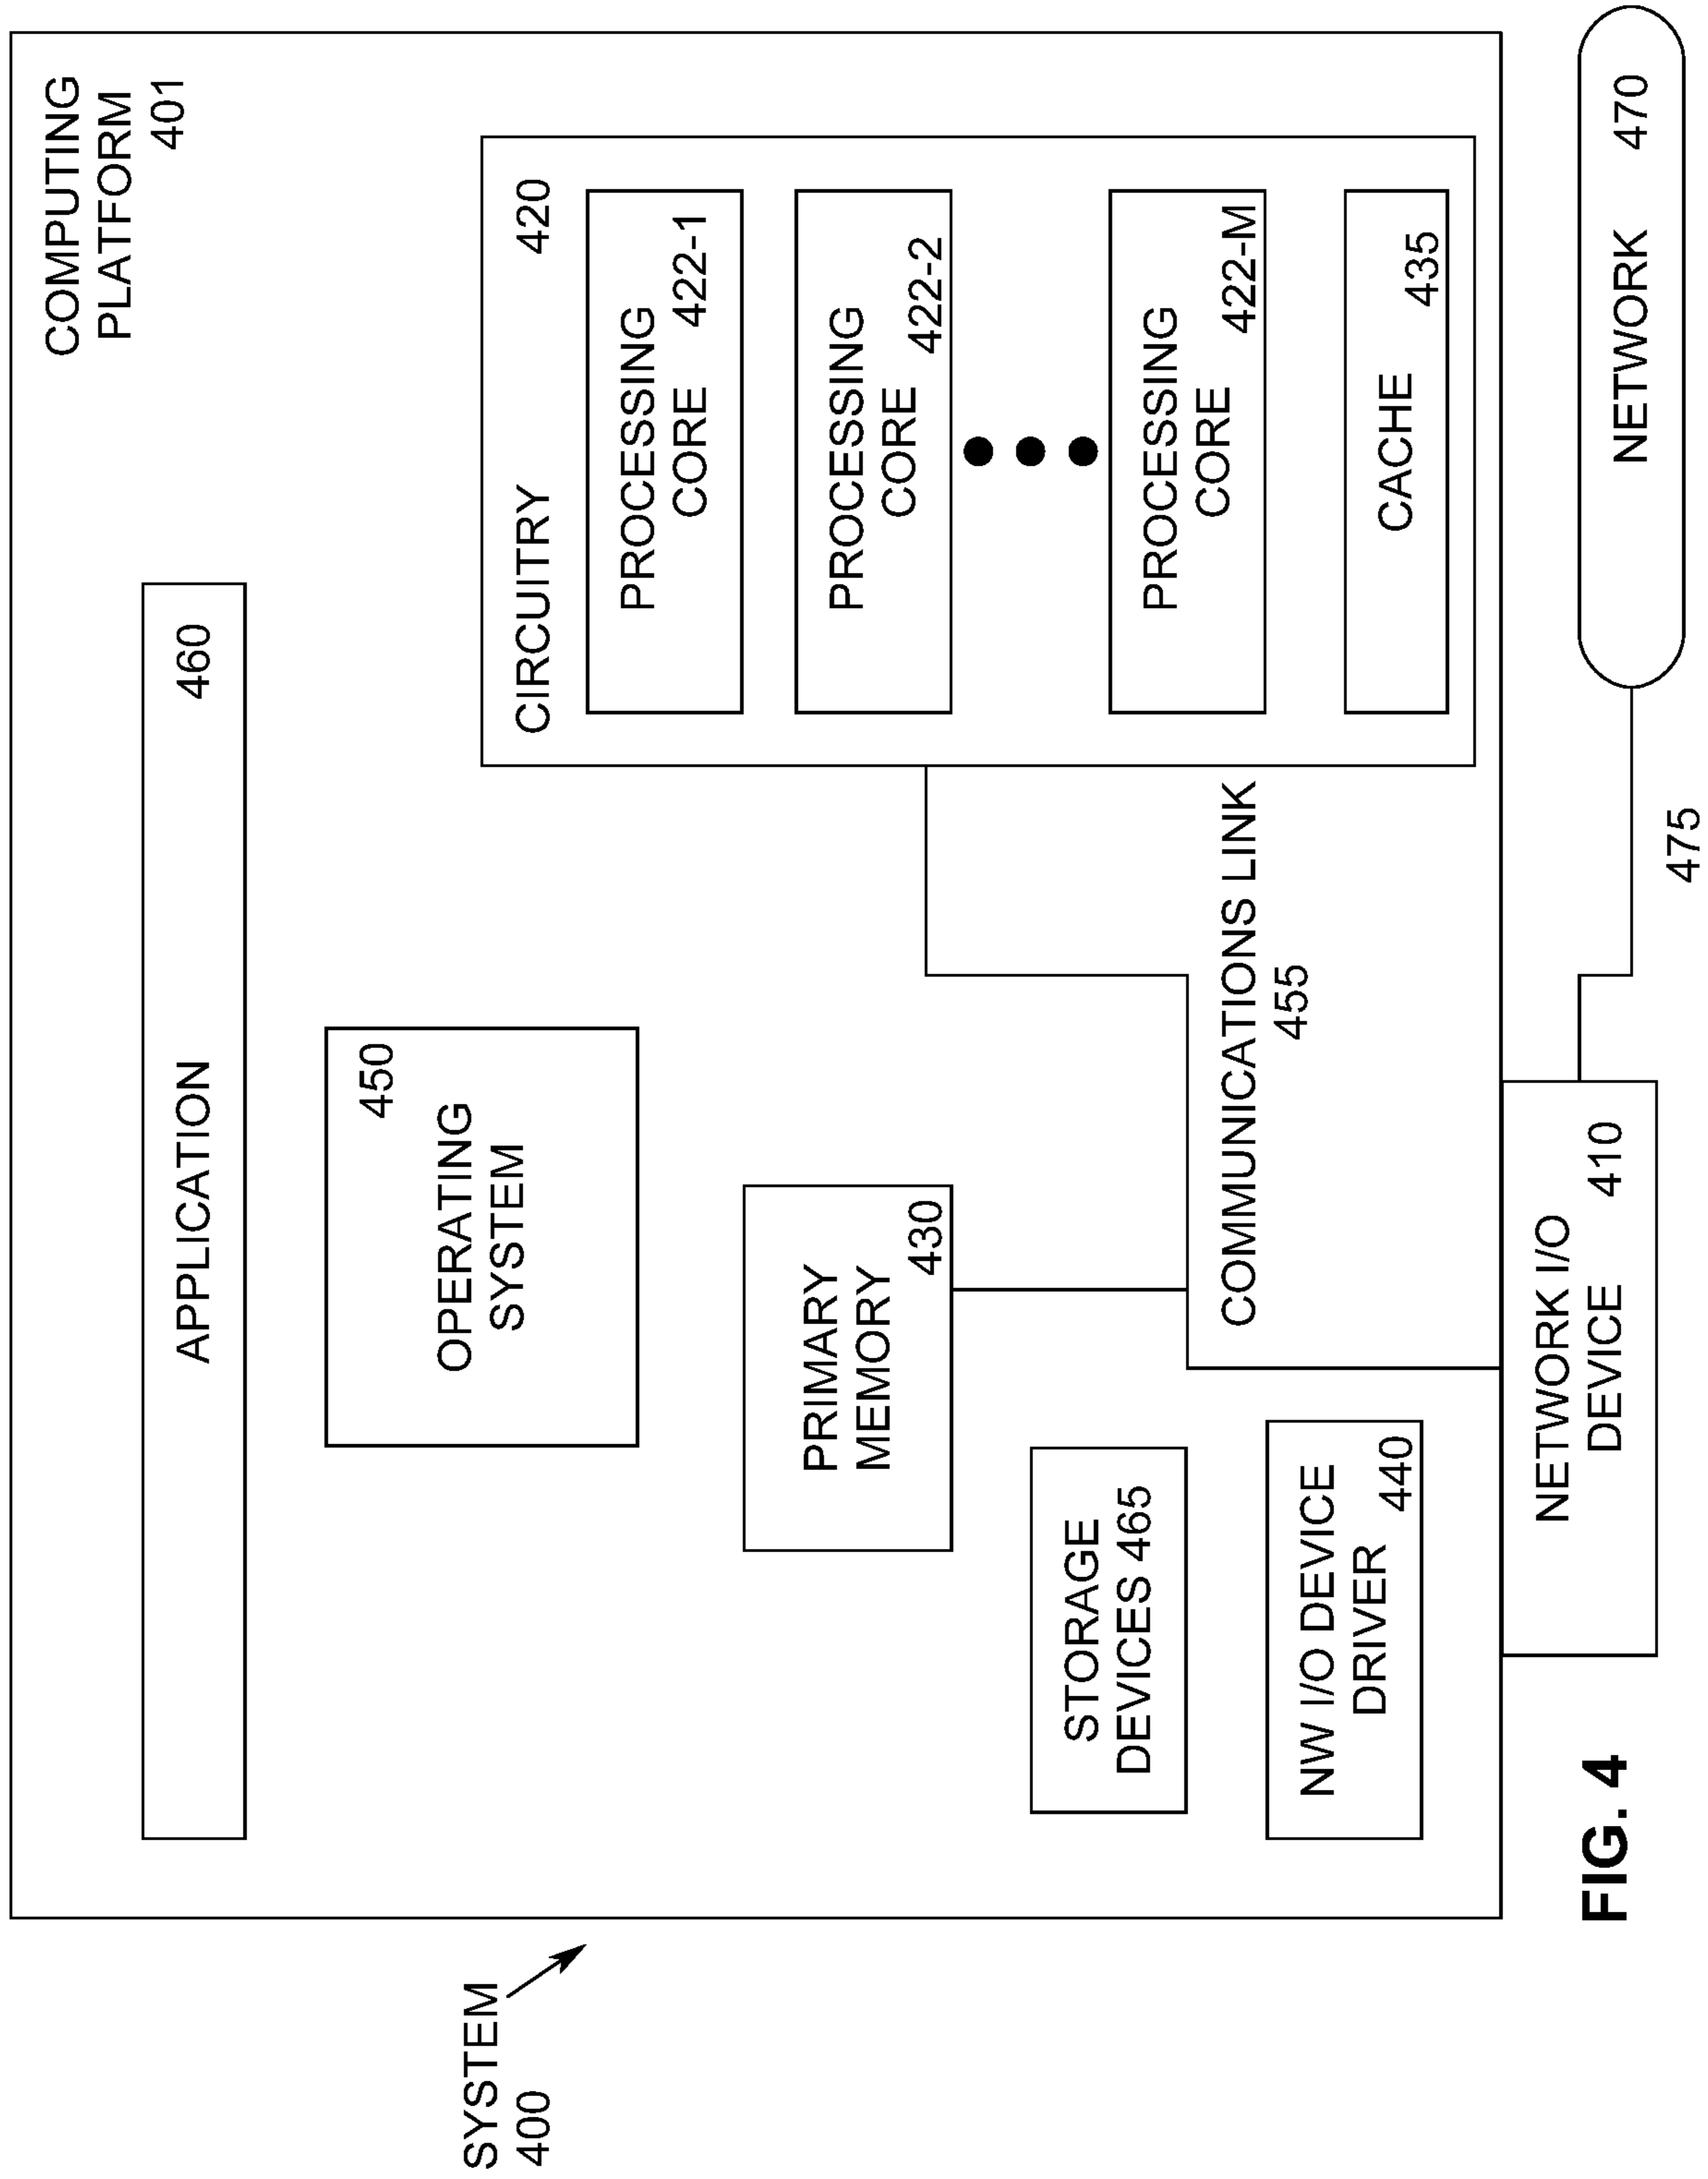 SYSTEM
400
COMPUTING
PLATFORM
401
APPLICATION 460
450
OPERATING
SYSTEM
CIRCUITRY 420
PROCESSING
CORE 422-1
PROCESSING
CORE 422-2
PROCESSING
CORE 422-M
CACHE 435
PRIMARY
MEMORY
430
STORAGE
DEVICES 465
NW I/O DEVICE
DRIVER 440
COMMUNICATIONS LINK
455
NETWORK I/O
DEVICE 410
NETWORK 470
475
FIG. 4